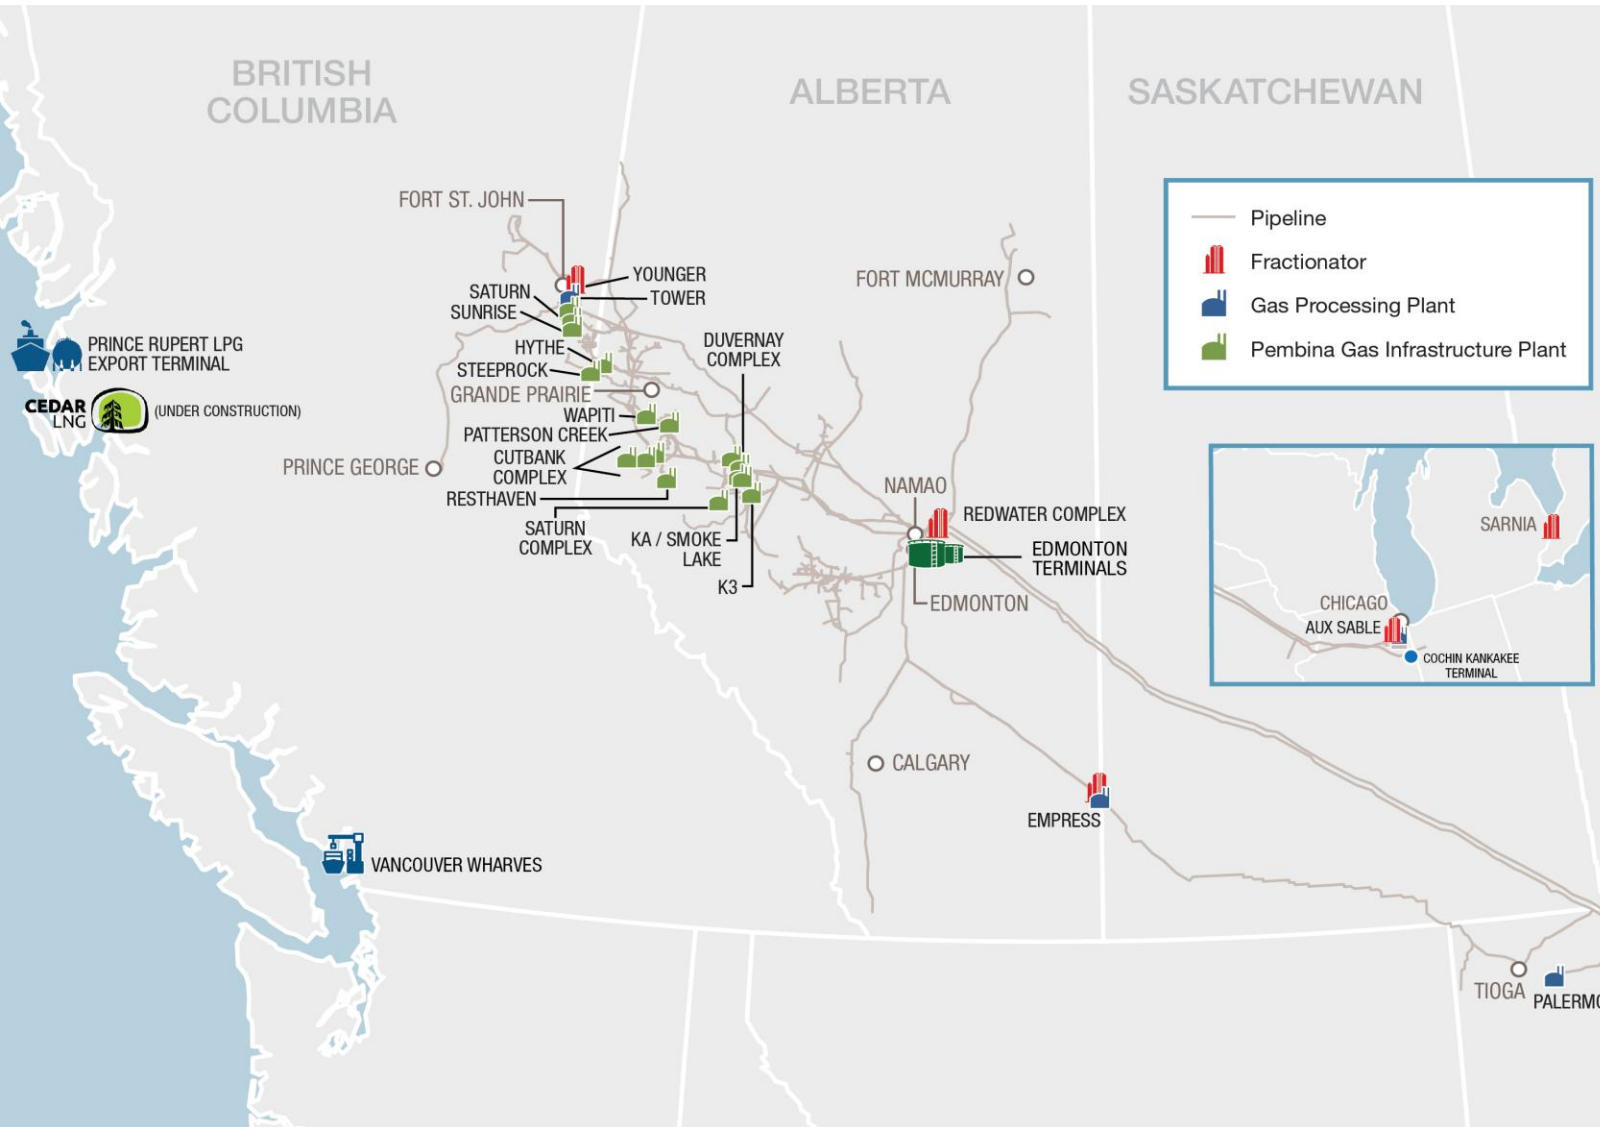 BRITISH
COLUMBIA
ALBERTA
SASKATCHEWAN
FORT ST. JOHN
YOUNGER
TOWER
SATURN
SUNRISE
HYTHE
STEEPROCK
GRANDE PRAIRIE
WAPITI
PATTERSON CREEK
CUTBANK
COMPLEX
RESTHAVEN
SATURN
COMPLEX
KA / SMOKE
LAKE
K3
DUVERNAY
COMPLEX
FORT MCMURRAY
PRINCE RUPERT LPG
EXPORT TERMINAL
CEDAR
LNG
(UNDER CONSTRUCTION)
PRINCE GEORGE
NAMAO
REDWATER COMPLEX
EDMONTON
TERMINALS
EDMONTON
CALGARY
EMPRESS
VANCOUVER WHARVES
TIOGA
PALERMO
Pipeline
Fractionator
Gas Processing Plant
Pembina Gas Infrastructure Plant
SARNIA
CHICAGO
AUX SABLE
COCHIN KANKAKEE
TERMINAL